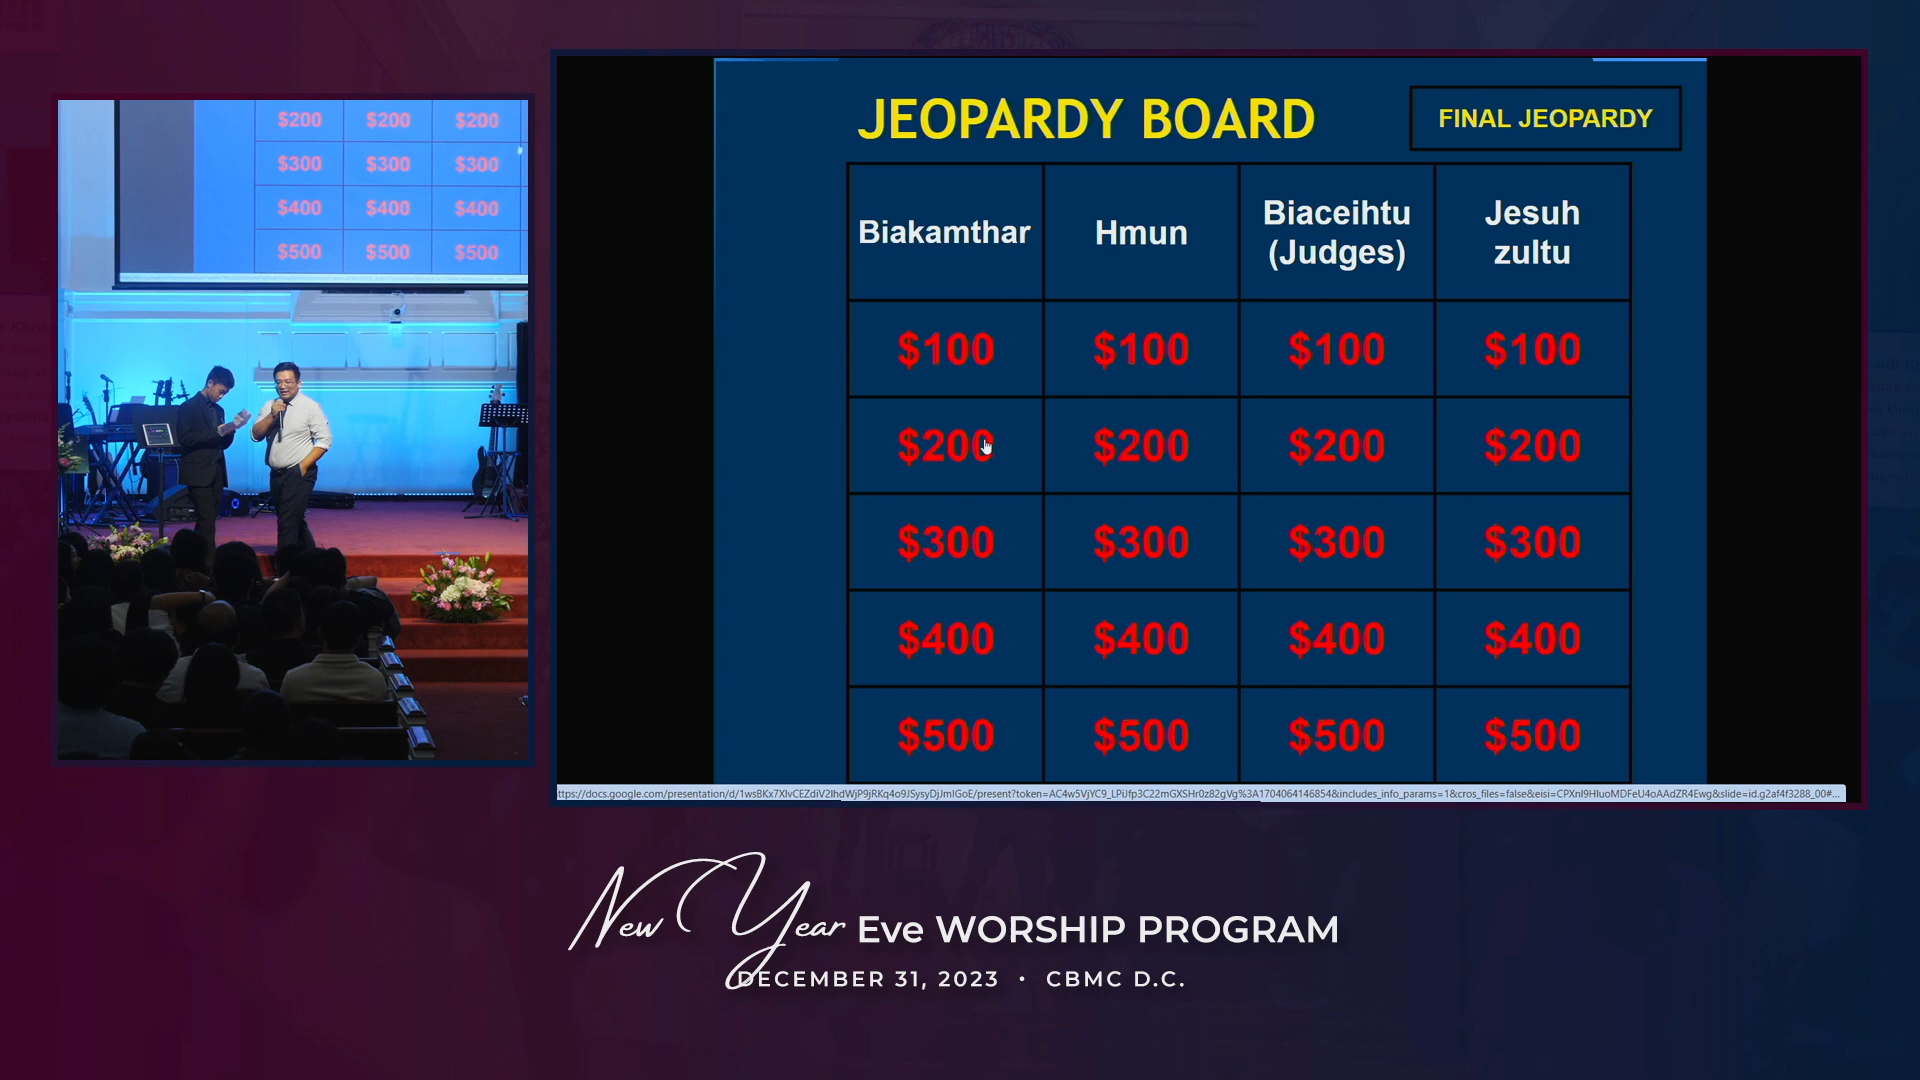 $200 $200 $200
$300 $300 $300
$400 $400 $400
$500 $500 $500
JEOPARDY BOARD
FINAL JEOPARDY
Biakamthar Hmun Biaceihtu (Judges) Jesuh zultu
$100 $100 $100 $100
$200 $200 $200 $200
$300 $300 $300 $300
$400 $400 $400 $400
$500 $500 $500 $500
New Year Eve WORSHIP PROGRAM
DECEMBER 31, 2023 • CBMC D.C.